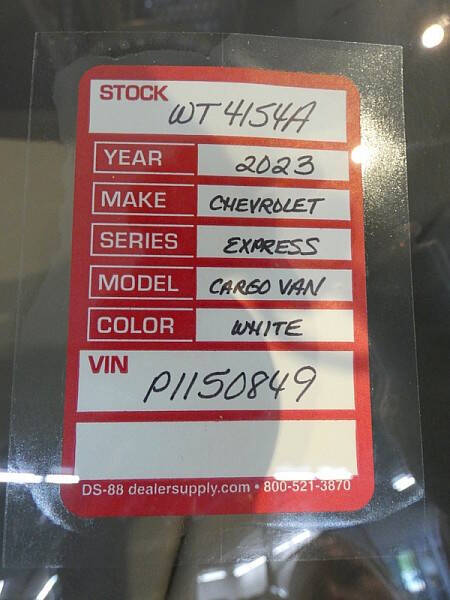 STOCK
WT4154A
YEAR 2023
MAKE CHEVROLET
SERIES EXPRESS
MODEL CARGO VAN
COLOR WHITE
VIN
P1150849
DS-88 dealersupply.com • 800-521-3870